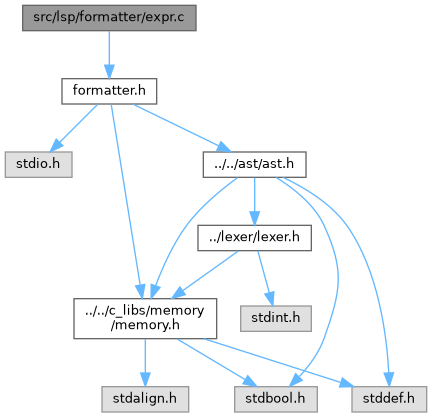 src/lsp/formatter/expr.c
formatter.h
stdio.h
../../ast/ast.h
../lexer/lexer.h
../../c_libs/memory
/memory.h
stdint.h
stdalign.h
stdbool.h
stddef.h